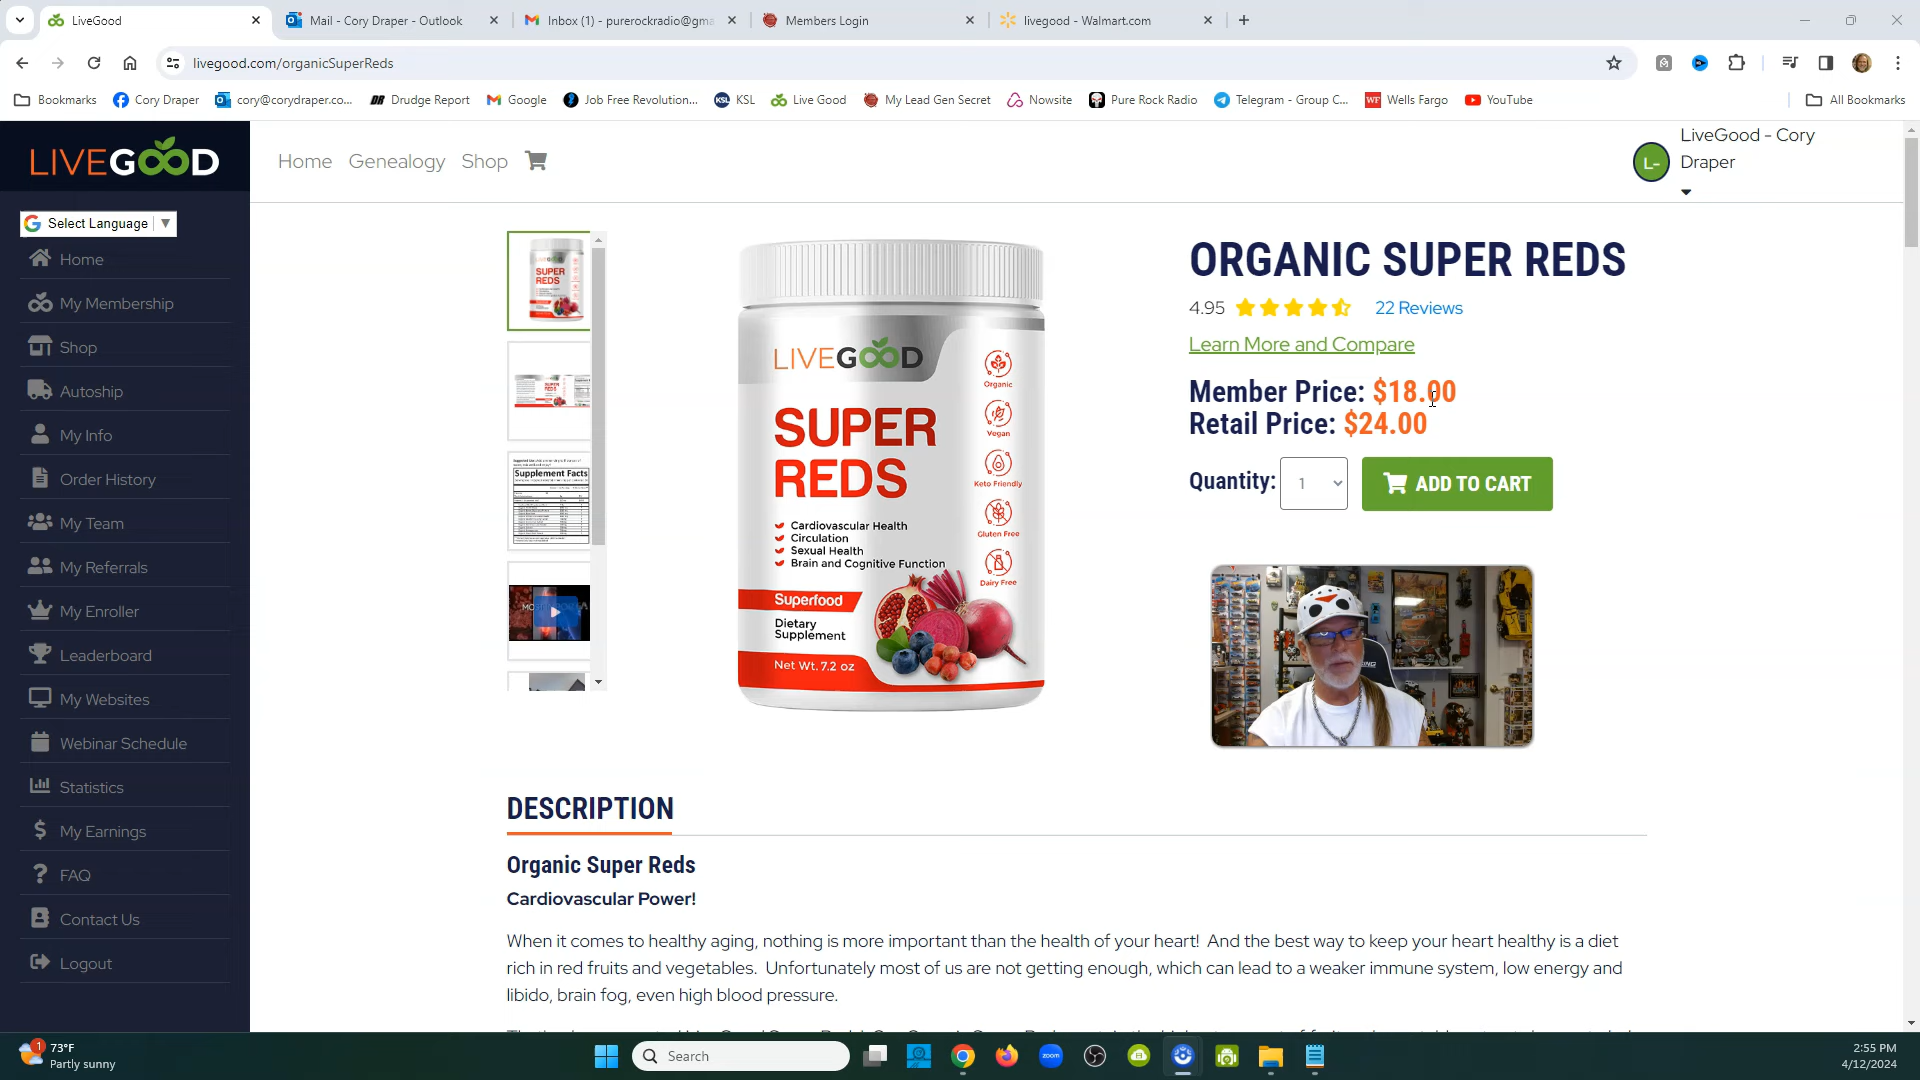 LiveGood
Mail - Cory Draper - Outlook
Inbox (1) - purerockradio@gma
Members Login
livegood - Walmart.com
livegood.com/organicSuperReds
Bookmarks
Cory Draper
cory@corydraper.co...
Drudge Report
Google
Job Free Revolution...
KSL
Live Good
My Lead Gen Secret
Nowsite
Pure Rock Radio
Telegram - Group C...
Wells Fargo
YouTube
All Bookmarks
LIVEGOOD
Select Language
Home
My Membership
Shop
Autoship
My Info
Order History
My Team
My Referrals
My Enroller
Leaderboard
My Websites
Webinar Schedule
Statistics
My Earnings
FAQ
Contact Us
Logout
Home Genealogy Shop
L-
LiveGood - Cory
Draper
SUPER
REDS
Supplement Facts
LIVEGOOD
SUPER
REDS
Cardiovascular Health
Circulation
Sexual Health
Brain and Cognitive Function
Superfood
Dietary
Supplement
Net Wt. 7.2 oz
Organic
Vegan
Keto Friendly
Gluten Free
Dairy Free
ORGANIC SUPER REDS
4.95 22 Reviews
Learn More and Compare
Member Price: $18.00
Retail Price: $24.00
Quantity: 1
ADD TO CART
DESCRIPTION
Organic Super Reds
Cardiovascular Power!
When it comes to healthy aging, nothing is more important than the health of your heart! And the best way to keep your heart healthy is a diet
rich in red fruits and vegetables. Unfortunately most of us are not getting enough, which can lead to a weaker immune system, low energy and
libido, brain fog, even high blood pressure.
1
73°F
Partly sunny
Search
zoom
2:55 PM
4/12/2024